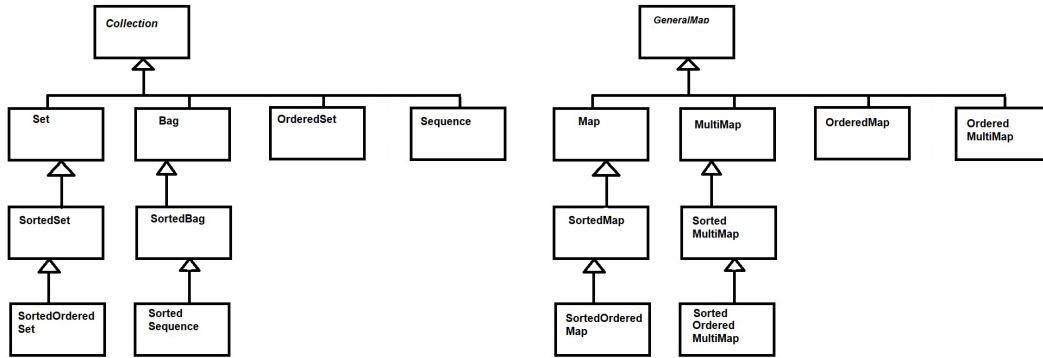 Collection
GeneralMap
Set
Bag
OrderedSet
Sequence
Map
MultiMap
OrderedMap
Ordered
MultiMap
SortedSet
SortedBag
SortedMap
Sorted
MultiMap
SortedOrdered
Set
Sorted
Sequence
SortedOrdered
Map
Sorted
Ordered
MultiMap